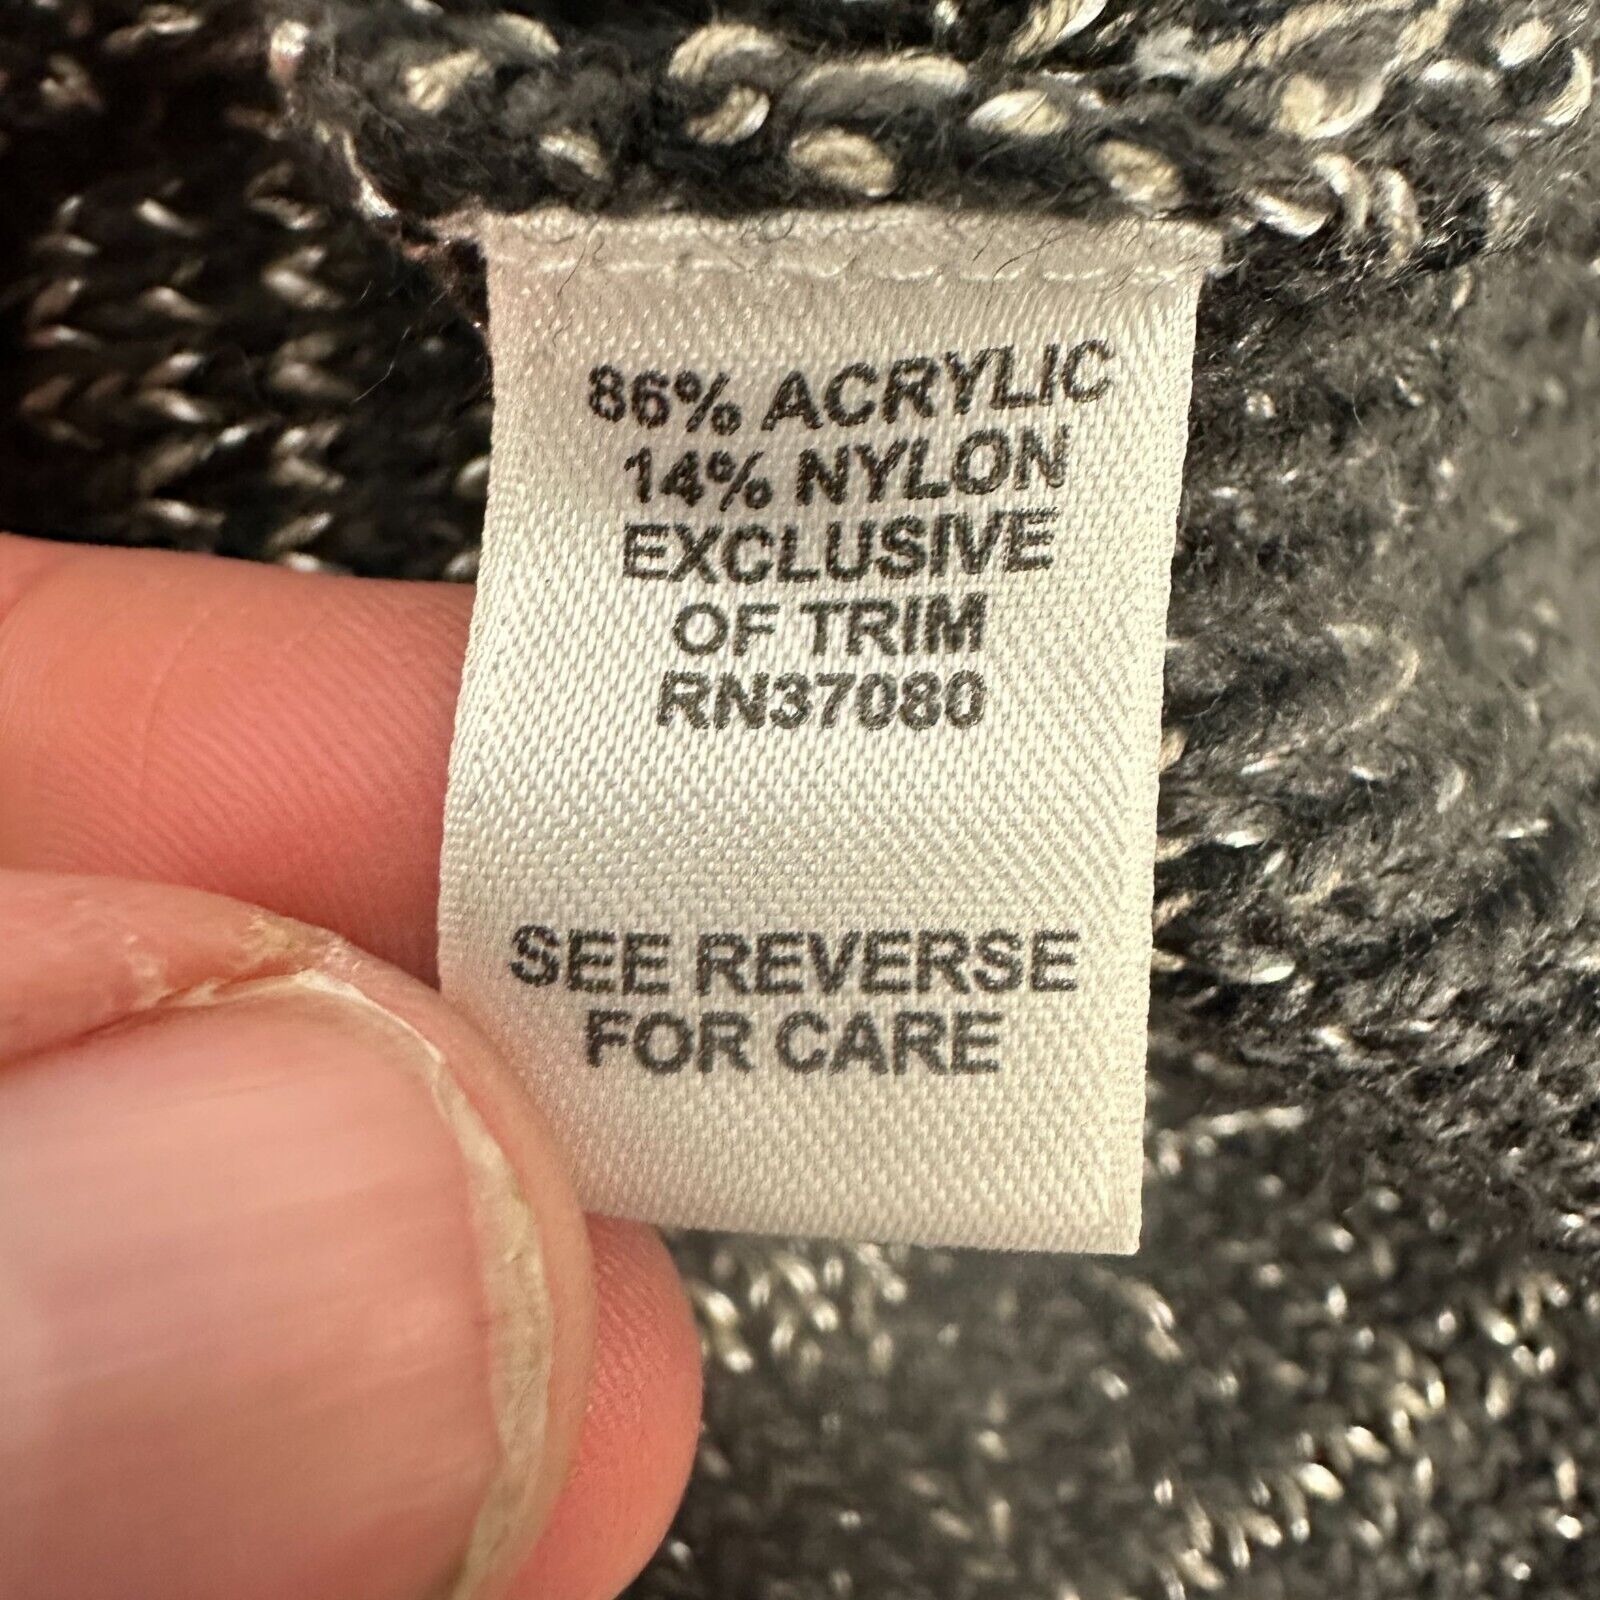 86% ACRYLIC
14% NYLON
EXCLUSIVE
OF TRIM
RN37080
SEE REVERSE
FOR CARE